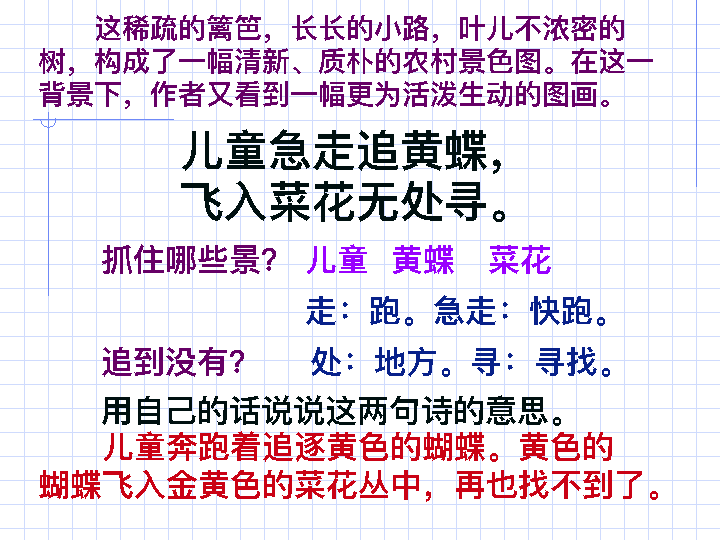 这稀疏的篱笆，长长的小路，叶儿不浓密的
树，构成了一幅清新、质朴的农村景色图。在这一
背景下，作者又看到一幅更为活泼生动的图画。
儿童急走追黄蝶，
飞入菜花无处寻。
抓住哪些景？ 儿童 黄蝶 菜花
走：跑。急走：快跑。
追到没有？ 处：地方。寻：寻找。
用自己的话说说这两句诗的意思。
儿童奔跑着追逐黄色的蝴蝶。黄色的
蝴蝶飞入金黄色的菜花丛中，再也找不到了。